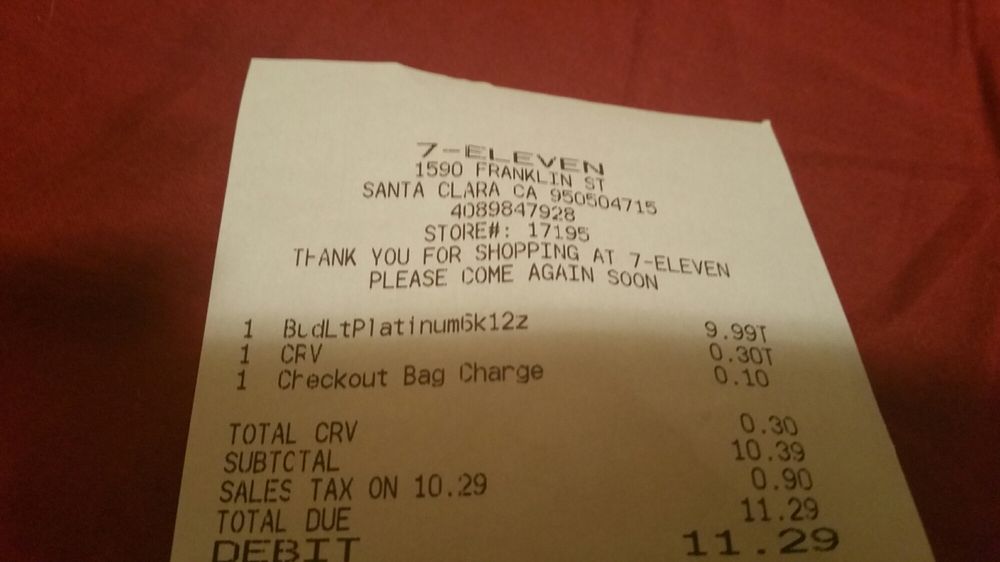 7-ELEVEN
1590 FRANKLIN ST
SANTA CLARA CA 950504715
4089847928
STORE#: 17195
THANK YOU FOR SHOPPING AT 7-ELEVEN
PLEASE COME AGAIN SOON
1 BudLtPlatinum6k12z 9.99T
1 CRV 0.30T
1 Checkout Bag Charge 0.10
TOTAL CRV 0.30
SUBTOTAL 10.39
SALES TAX ON 10.29 0.90
TOTAL DUE 11.29
DEBIT 11.29